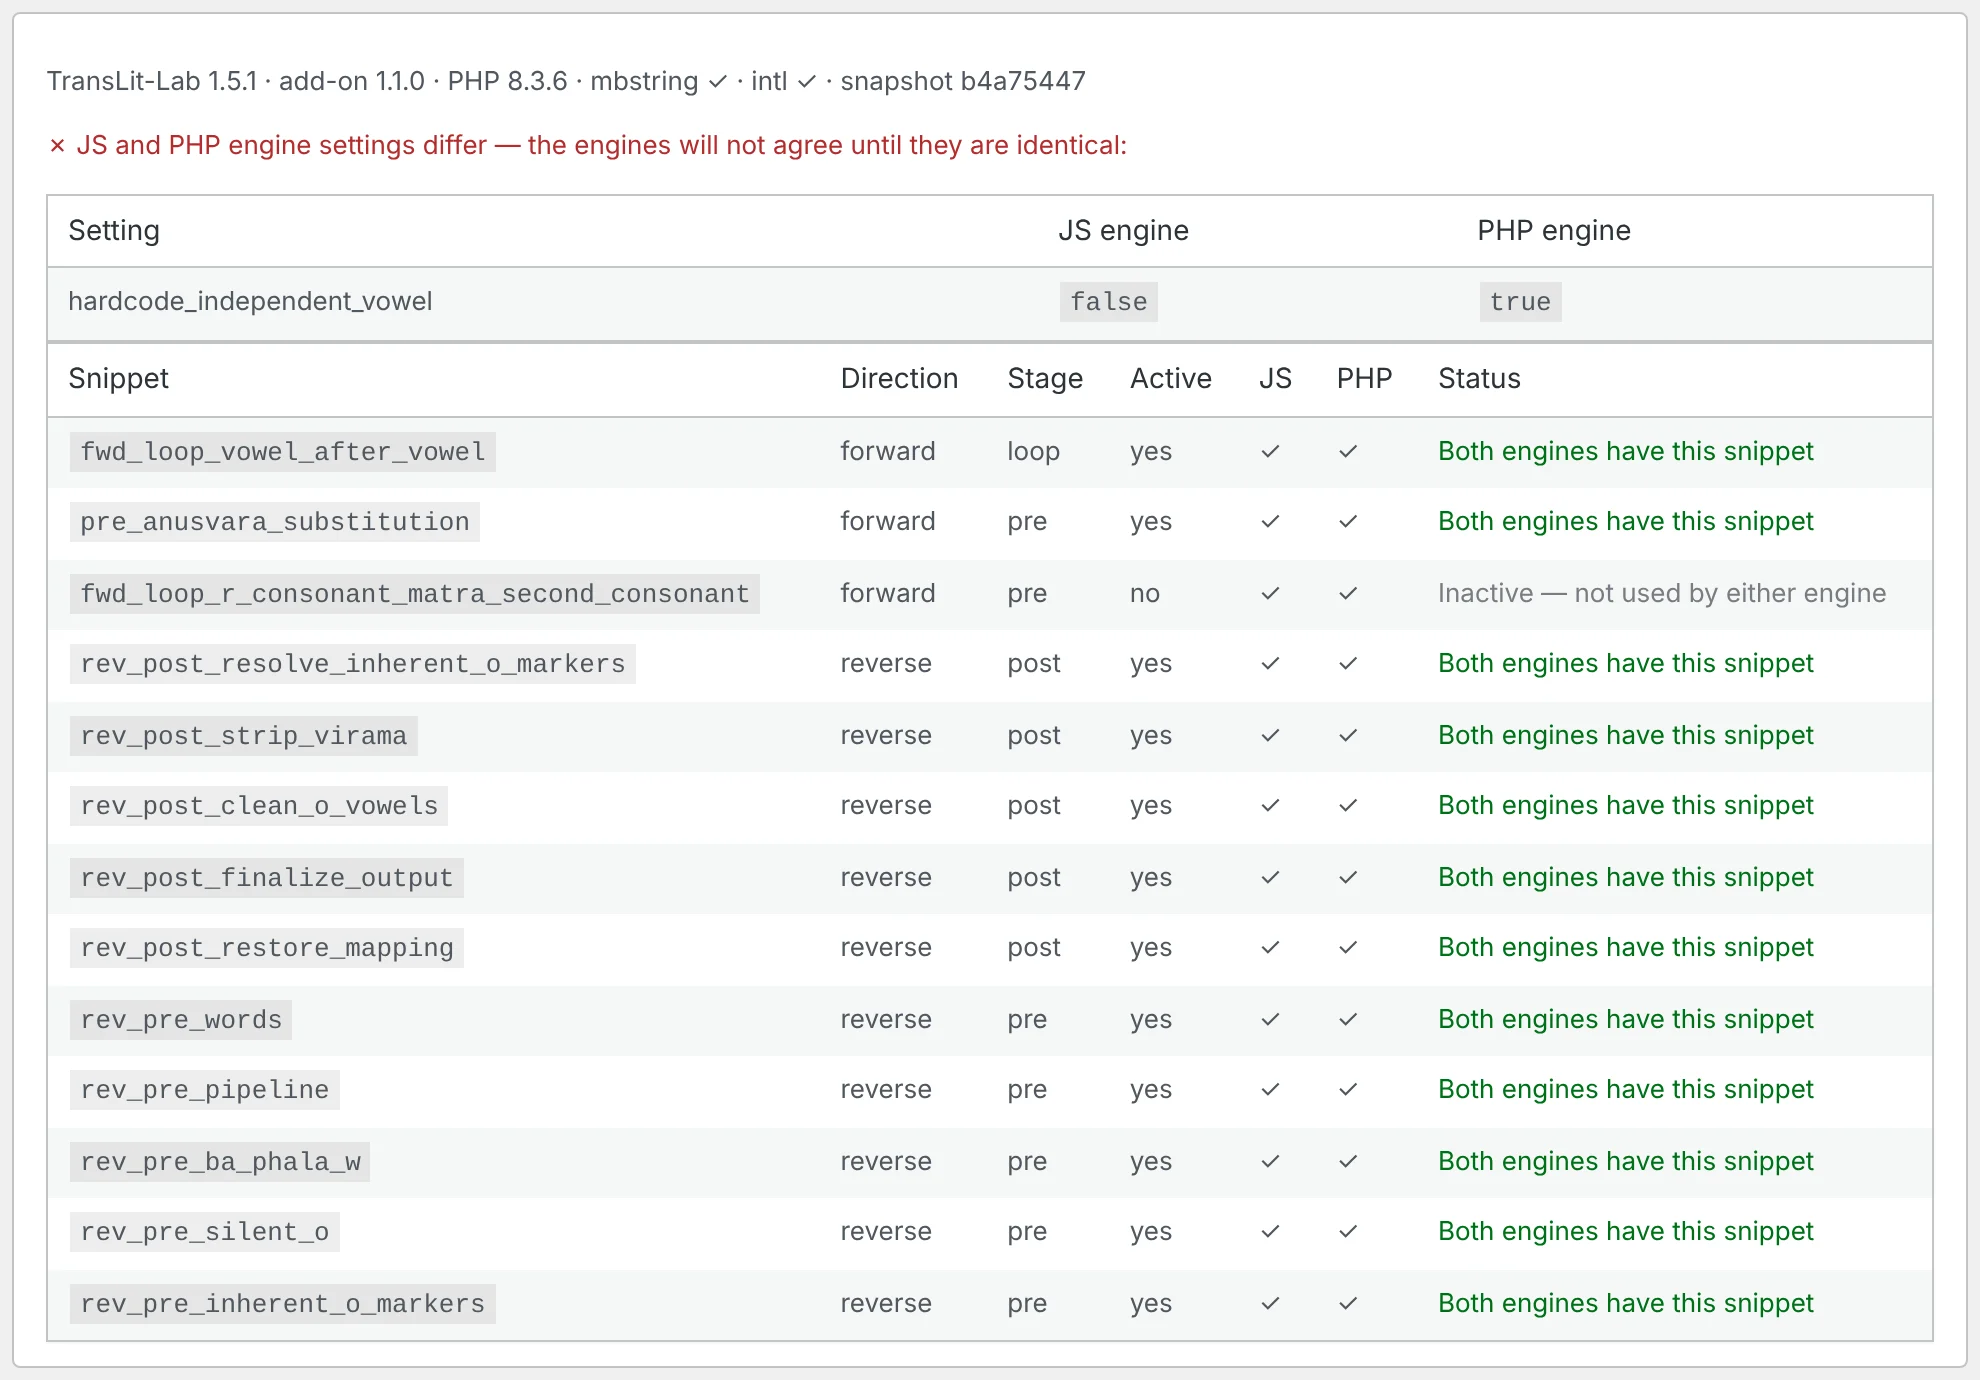 TransLit-Lab 1.5.1 · add-on 1.1.0 · PHP 8.3.6 · mbstring ✓ · intl ✓ · snapshot b4a75447
× JS and PHP engine settings differ — the engines will not agree until they are identical:
Setting JS engine PHP engine
hardcode_independent_vowel false true
Snippet Direction Stage Active JS PHP Status
fwd_loop_vowel_after_vowel forward loop yes ✓ ✓ Both engines have this snippet
pre_anusvara_substitution forward pre yes ✓ ✓ Both engines have this snippet
fwd_loop_r_consonant_matra_second_consonant forward pre no ✓ ✓ Inactive — not used by either engine
rev_post_resolve_inherent_o_markers reverse post yes ✓ ✓ Both engines have this snippet
rev_post_strip_virama reverse post yes ✓ ✓ Both engines have this snippet
rev_post_clean_o_vowels reverse post yes ✓ ✓ Both engines have this snippet
rev_post_finalize_output reverse post yes ✓ ✓ Both engines have this snippet
rev_post_restore_mapping reverse post yes ✓ ✓ Both engines have this snippet
rev_pre_words reverse pre yes ✓ ✓ Both engines have this snippet
rev_pre_pipeline reverse pre yes ✓ ✓ Both engines have this snippet
rev_pre_ba_phala_w reverse pre yes ✓ ✓ Both engines have this snippet
rev_pre_silent_o reverse pre yes ✓ ✓ Both engines have this snippet
rev_pre_inherent_o_markers reverse pre yes ✓ ✓ Both engines have this snippet